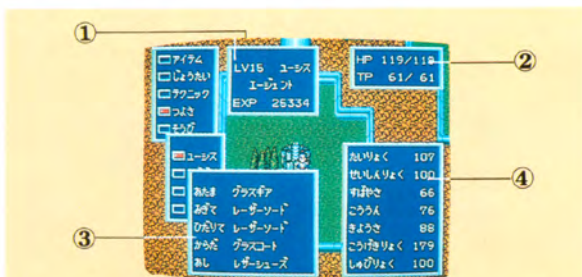 ①
②
③
④
アイテム
じょうたい
テクニック
つよさ
そうび
LV15 ユーシス
エージェント
EXP 26334
HP 119/119
TP 61/ 61
ユーシス
あたま グラスギア
みぎて レーザーソード
ひだりて レーザーソード
からだ グラスコート
あし レザーシューズ
たいりょく 107
せいしんりょく 100
すばやさ 66
こううん 76
きようさ 88
こうげきりょく 179
しゅびりょく 100